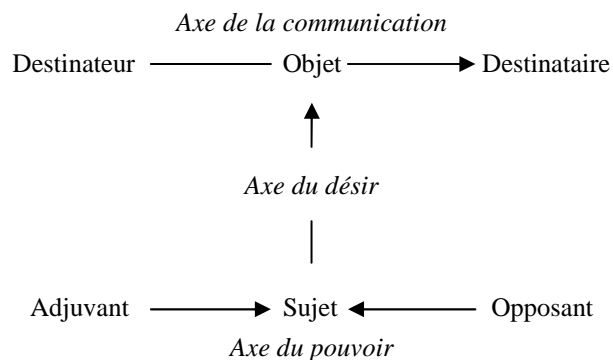 Axe de la communication
Destinateur Objet Destinataire
Axe du désir
Adjuvant Sujet Opposant
Axe du pouvoir